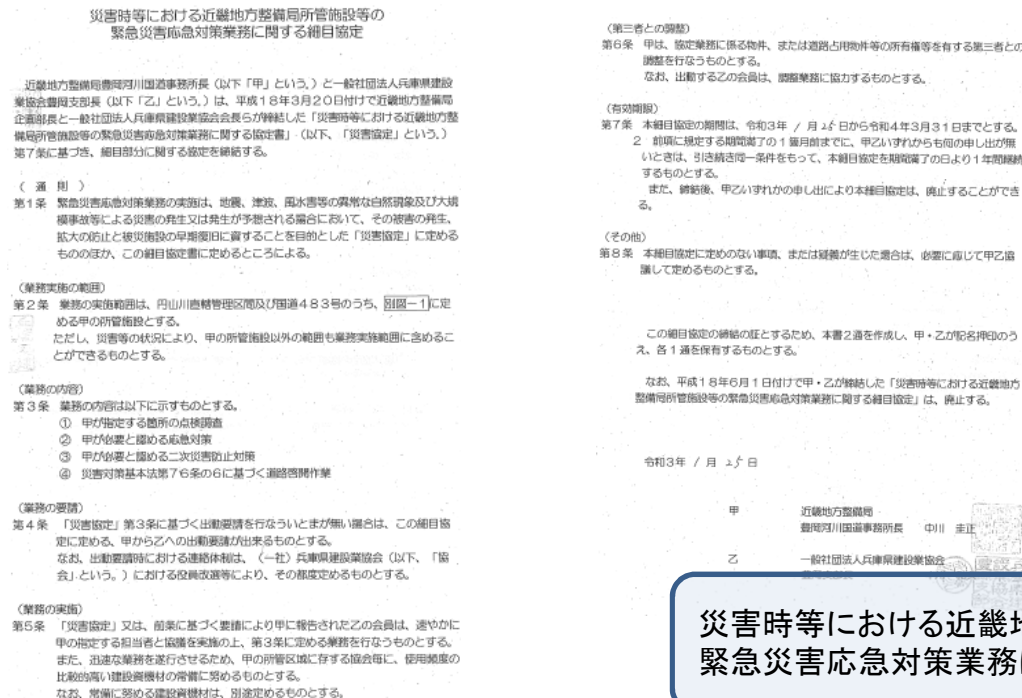 災害時等における近畿地方整備局所管施設等の
緊急災害応急対策業務に関する細目協定
近畿地方整備局豊岡河川国道事務所長（以下「甲」という。）と一般社団法人兵庫県建設
業協会豊岡支部長（以下「乙」という。）は、平成１８年３月２０日付けで近畿地方整備局
企画部長と一般社団法人兵庫県建設業協会会長らが締結した「災害時等における近畿地方整
備局所管施設等の緊急災害応急対策業務に関する協定書」（以下、「災害協定」という。）
第７条に基づき、細目部分に関する協定を締結する。
（ 通 則 ）
第１条 緊急災害応急対策業務の実施は、地震、津波、風水害等の異常な自然現象及び大規
模事故等による災害の発生又は発生が予想される場合において、その被害の発生、
拡大の防止と被災施設の早期復旧に資することを目的とした「災害協定」に定める
もののほか、この細目協定書に定めるところによる。
（業務実施の範囲）
第２条 業務の実施範囲は、円山川直轄管理区間及び国道４８３号のうち、別図－１に定
める甲の所管施設とする。
ただし、災害等の状況により、甲の所管施設以外の範囲も業務実施範囲に含めるこ
とができるものとする。
（業務の内容）
第３条 業務の内容は以下に示すものとする。
① 甲が指定する箇所の点検調査
② 甲が必要と認める応急対策
③ 甲が必要と認める二次災害防止対策
④ 災害対策基本法第７６条の６に基づく道路啓開作業
（業務の要請）
第４条 「災害協定」第３条に基づく出動要請を行なういとまが無い場合は、この細目協
定に定める、甲から乙への出動要請が出来るものとする。
なお、出動要請時における連絡体制は、（一社）兵庫県建設業協会（以下、「協
会」という。）における役員改選等により、その都度定めるものとする。
（業務の実施）
第５条 「災害協定」又は、前条に基づく要請により甲に報告された乙の会員は、速やかに
甲の指定する担当者と協議を実施の上、第３条に定める業務を行なうものとする。
また、迅速な業務を遂行させるため、甲の所管区域に存する協会毎に、使用頻度の
比較的高い建設資機材の常備に努めるものとする。
なお、常備に努める建設資機材は、別途定めるものとする。
（第三者との調整）
第６条 甲は、協定業務に係る物件、または道路占用物件等の所有権等を有する第三者との
調整を行なうものとする。
なお、出動する乙の会員は、調整業務に協力するものとする。
（有効期限）
第７条 本細目協定の期間は、令和３年 1 月 25 日から令和４年３月３１日までとする。
２ 前項に規定する期間満了の１箇月前までに、甲乙いずれからも何の申し出が無
いときは、引き続き同一条件をもって、本細目協定を期間満了の日より１年間継続
するものとする。
また、締結後、甲乙いずれかの申し出により本細目協定は、廃止することができ
る。
（その他）
第８条 本細目協定に定めのない事項、または疑義が生じた場合は、必要に応じて甲乙協
議して定めるものとする。
この細目協定の締結の証とするため、本書２通を作成し、甲・乙が記名押印のう
え、各１通を保有するものとする。
なお、平成１８年６月１日付けで甲・乙が締結した「災害時等における近畿地方
整備局所管施設等の緊急災害応急対策業務に関する細目協定」は、廃止する。
令和３年 1 月 25 日
甲 近畿地方整備局
豊岡河川国道事務所長 中川 圭正
乙 一般社団法人兵庫県建設業協会
災害時等における近畿地
緊急災害応急対策業務に